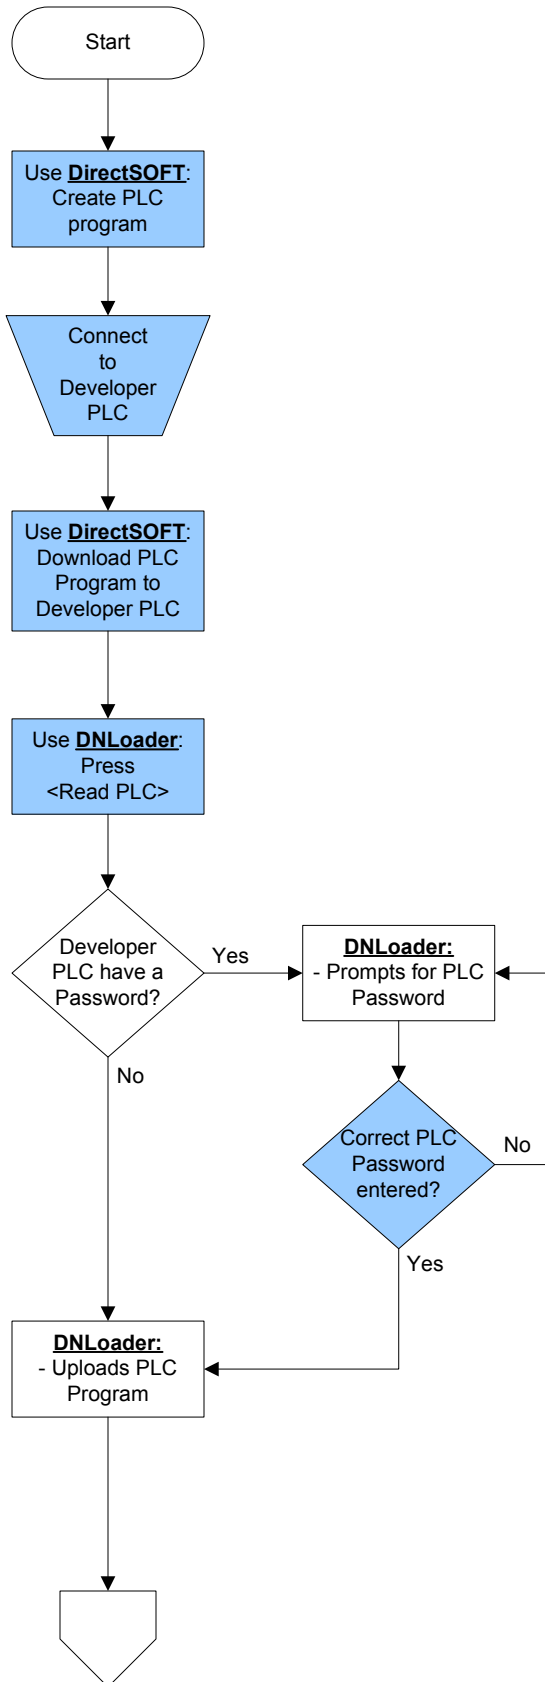 Start
Use DirectSOFT:
Create PLC
program
Connect
to
Developer
PLC
Use DirectSOFT:
Download PLC
Program to
Developer PLC
Use DNLoader:
Press
<Read PLC>
Developer
PLC have a
Password?
Yes
DNLoader:
- Prompts for PLC
Password
No
Correct PLC
Password
entered?
No
Yes
DNLoader:
- Uploads PLC
Program